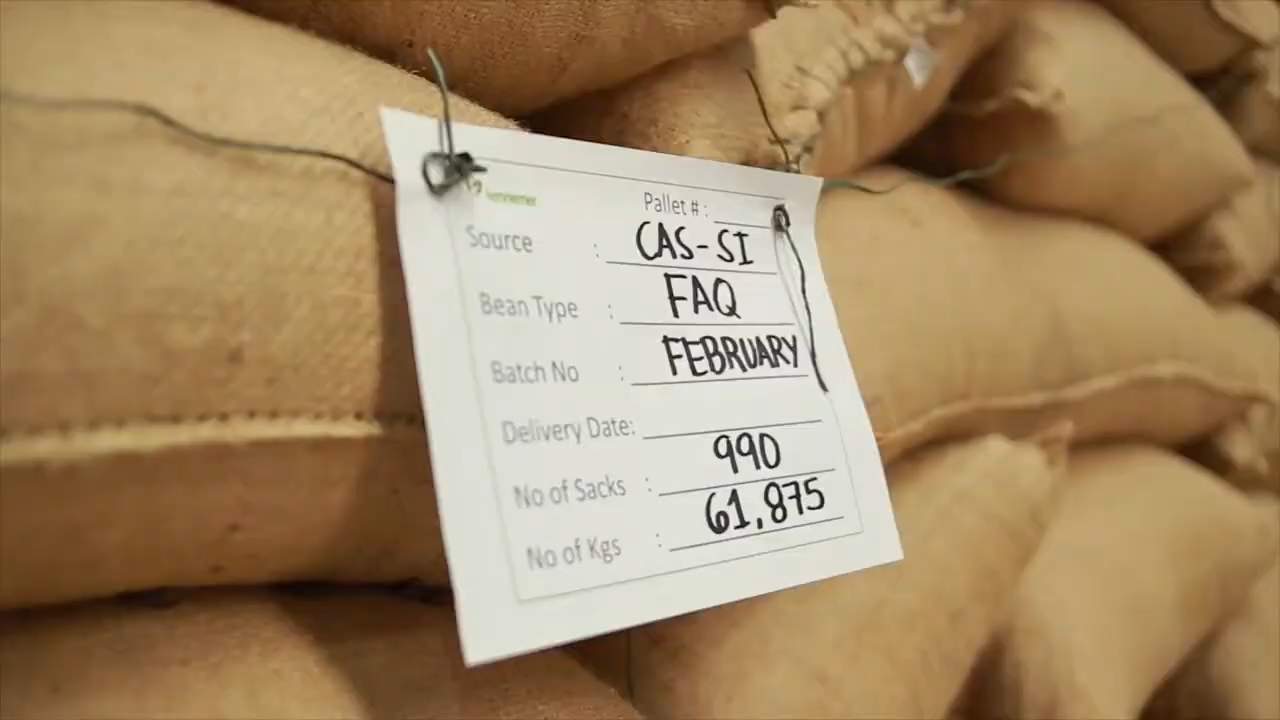 kennemer
Pallet # :
Source : CAS-SI
Bean Type : FAQ
Batch No : FEBRUARY
Delivery Date:
No of Sacks : 990
No of Kgs : 61,875